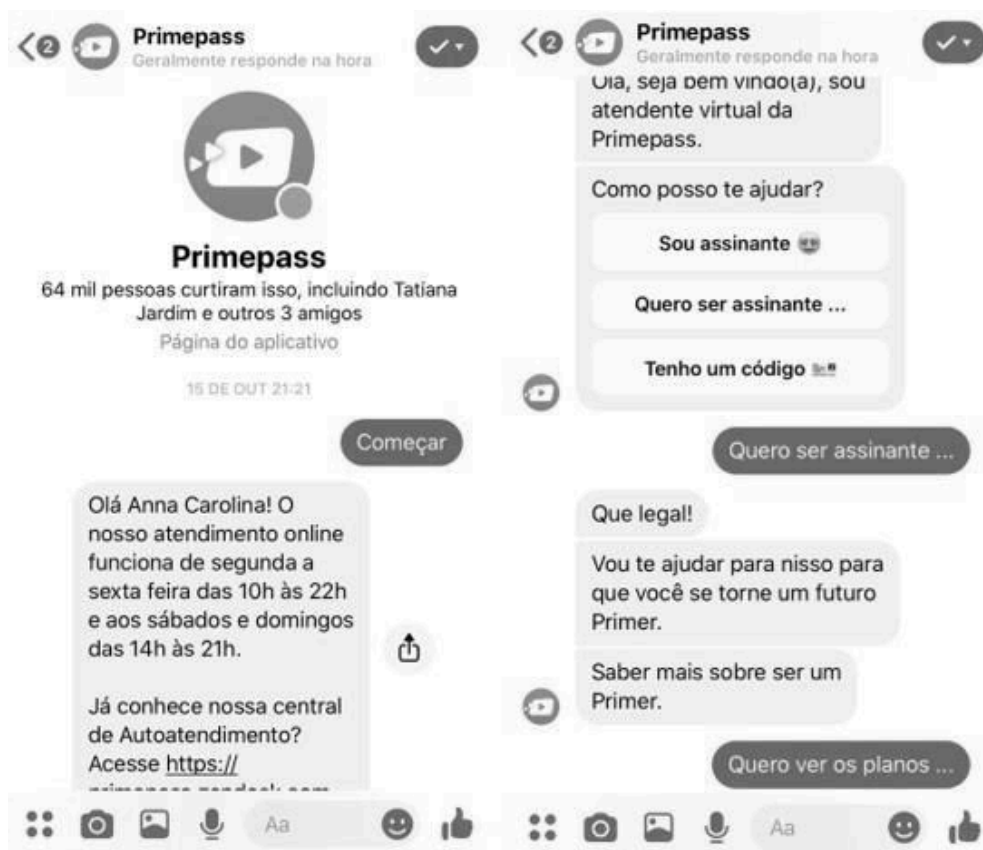 2
Primepass
Geralmente responde na hora
Primepass
64 mil pessoas curtiram isso, incluindo Tatiana
Jardim e outros 3 amigos
Página do aplicativo
15 DE OUT 21:21
Começar
Olá Anna Carolina! O
nosso atendimento online
funciona de segunda a
sexta feira das 10h às 22h
e aos sábados e domingos
das 14h às 21h.
Já conhece nossa central
de Autoatendimento?
Acesse https://
primepass.zendesk.com
Aa
2
Primepass
Geralmente responde na hora
Olá, seja bem vindo(a), sou
atendente virtual da
Primepass.
Como posso te ajudar?
Sou assinante
Quero ser assinante ...
Tenho um código
Quero ser assinante ...
Que legal!
Vou te ajudar para nisso para
que você se torne um futuro
Primer.
Saber mais sobre ser um
Primer.
Quero ver os planos ...
Aa